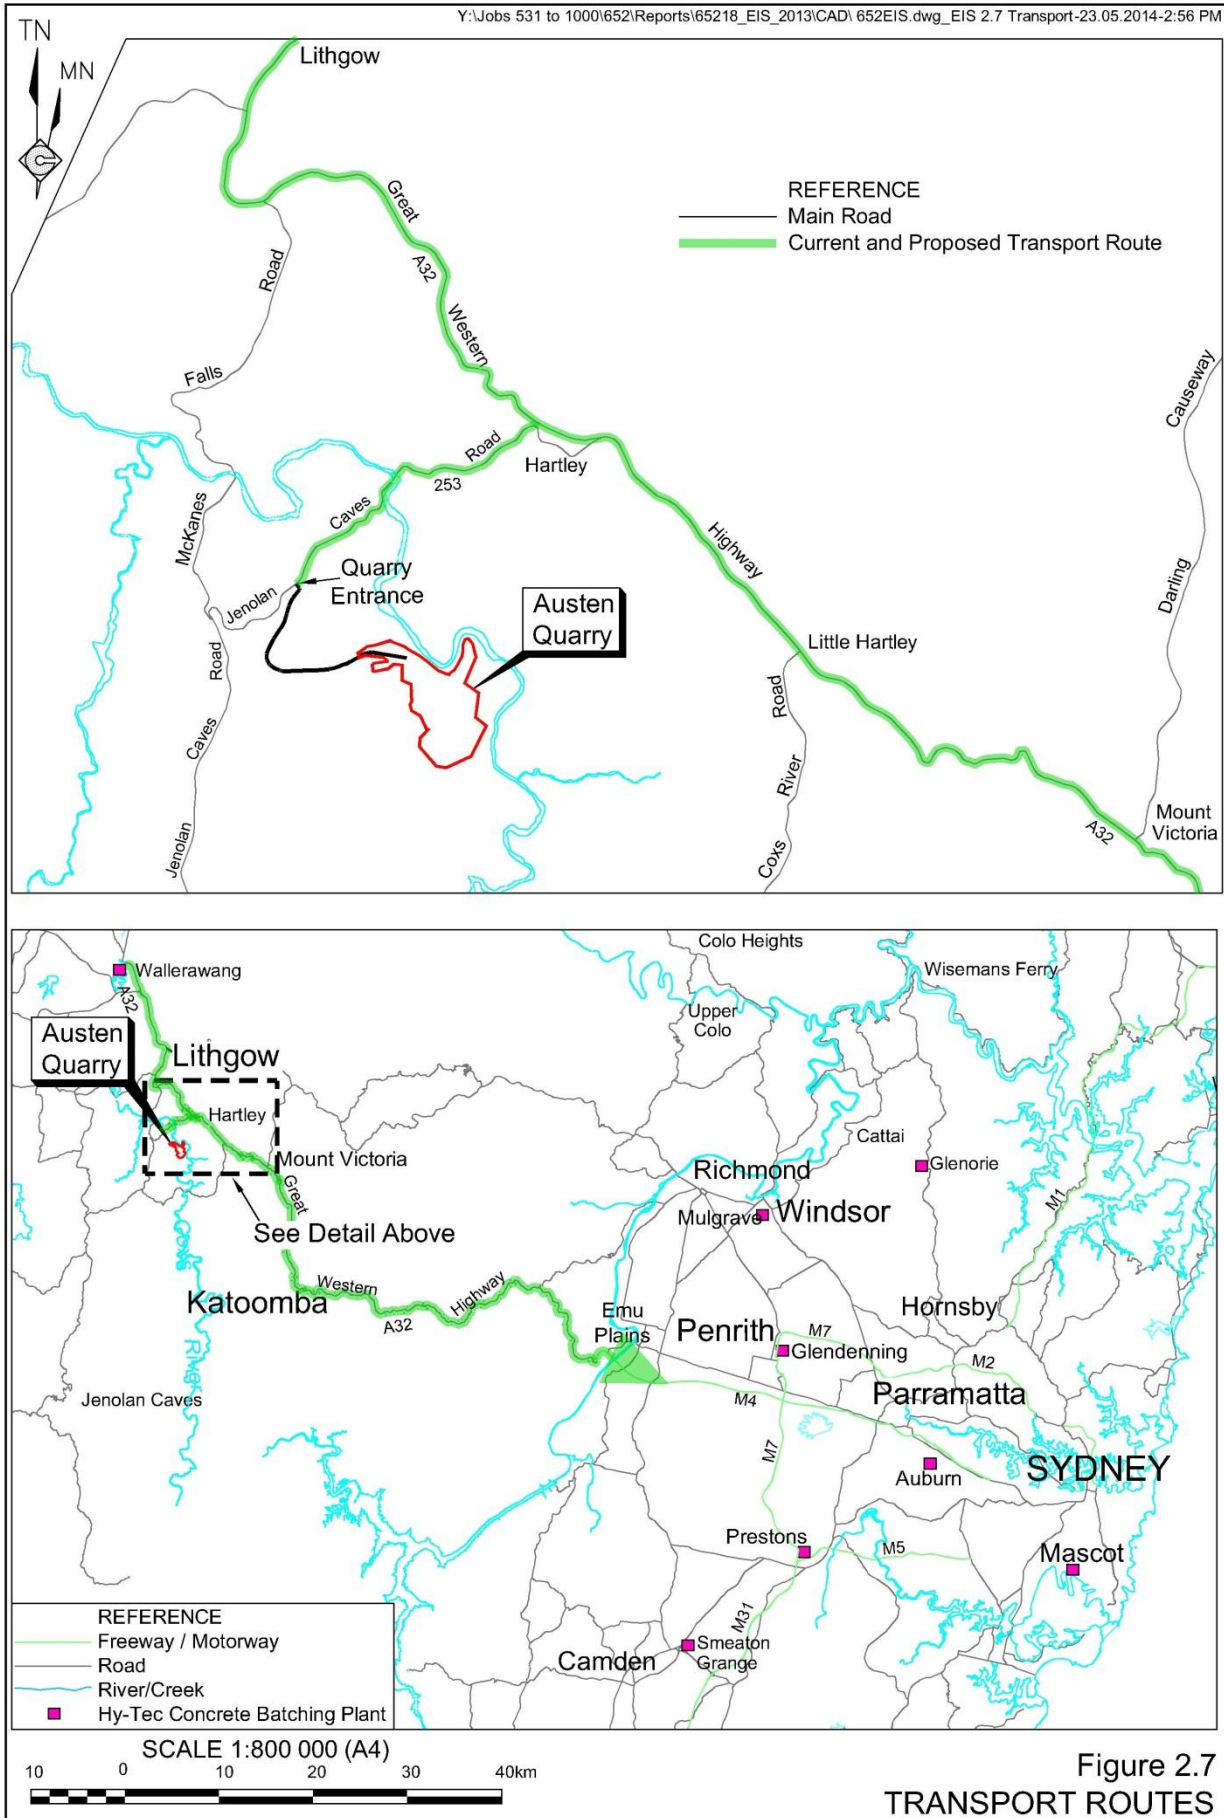 Y:\Jobs 531 to 1000\652\Reports\65218_EIS_2013\CAD\ 652EIS.dwg_EIS 2.7 Transport-23.05.2014-2:56 PM
TN
MN
Lithgow
REFERENCE
Main Road
Current and Proposed Transport Route
Great
A32
Western
Highway
Road
Falls
McKanes
Road
Caves
253
Hartley
Causeway
Darling
Quarry
Entrance
Jenolan
Austen
Quarry
Road
Caves
Jenolan
Little Hartley
Road
River
Coxs
A32
Mount
Victoria
Colo Heights
Wallerawang
Wisemans Ferry
A32
Upper
Colo
Austen
Quarry
Lithgow
Hartley
Cattai
Mount Victoria
Richmond
Glenorie
Great
Mulgrave
Windsor
M1
See Detail Above
Coxs
River
Western
Highway
Katoomba
A32
Emu
Plains
Penrith
M7
Hornsby
Glendenning
M2
Jenolan Caves
M4
Parramatta
M7
Auburn
SYDNEY
Prestons
M5
Mascot
M31
Smeaton
Grange
Camden
REFERENCE
Freeway / Motorway
Road
River/Creek
Hy-Tec Concrete Batching Plant
SCALE 1:800 000 (A4)
10 0 10 20 30 40km
Figure 2.7
TRANSPORT ROUTES